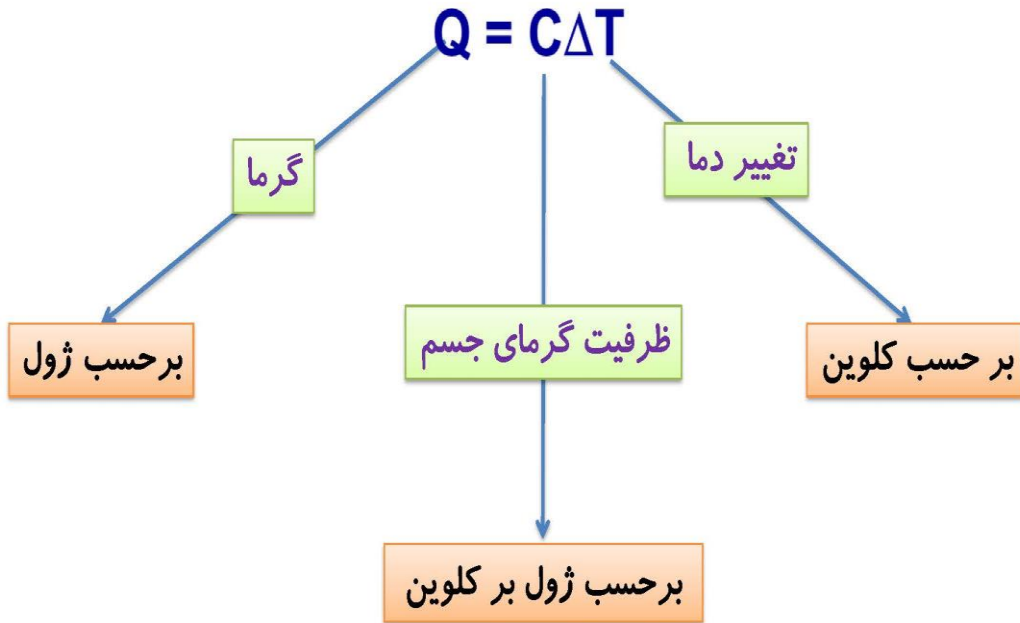 Q = CΔT
تغییر دما
گرما
ظرفیت گرمای جسم
بر حسب کلوین
برحسب ژول
برحسب ژول بر کلوین